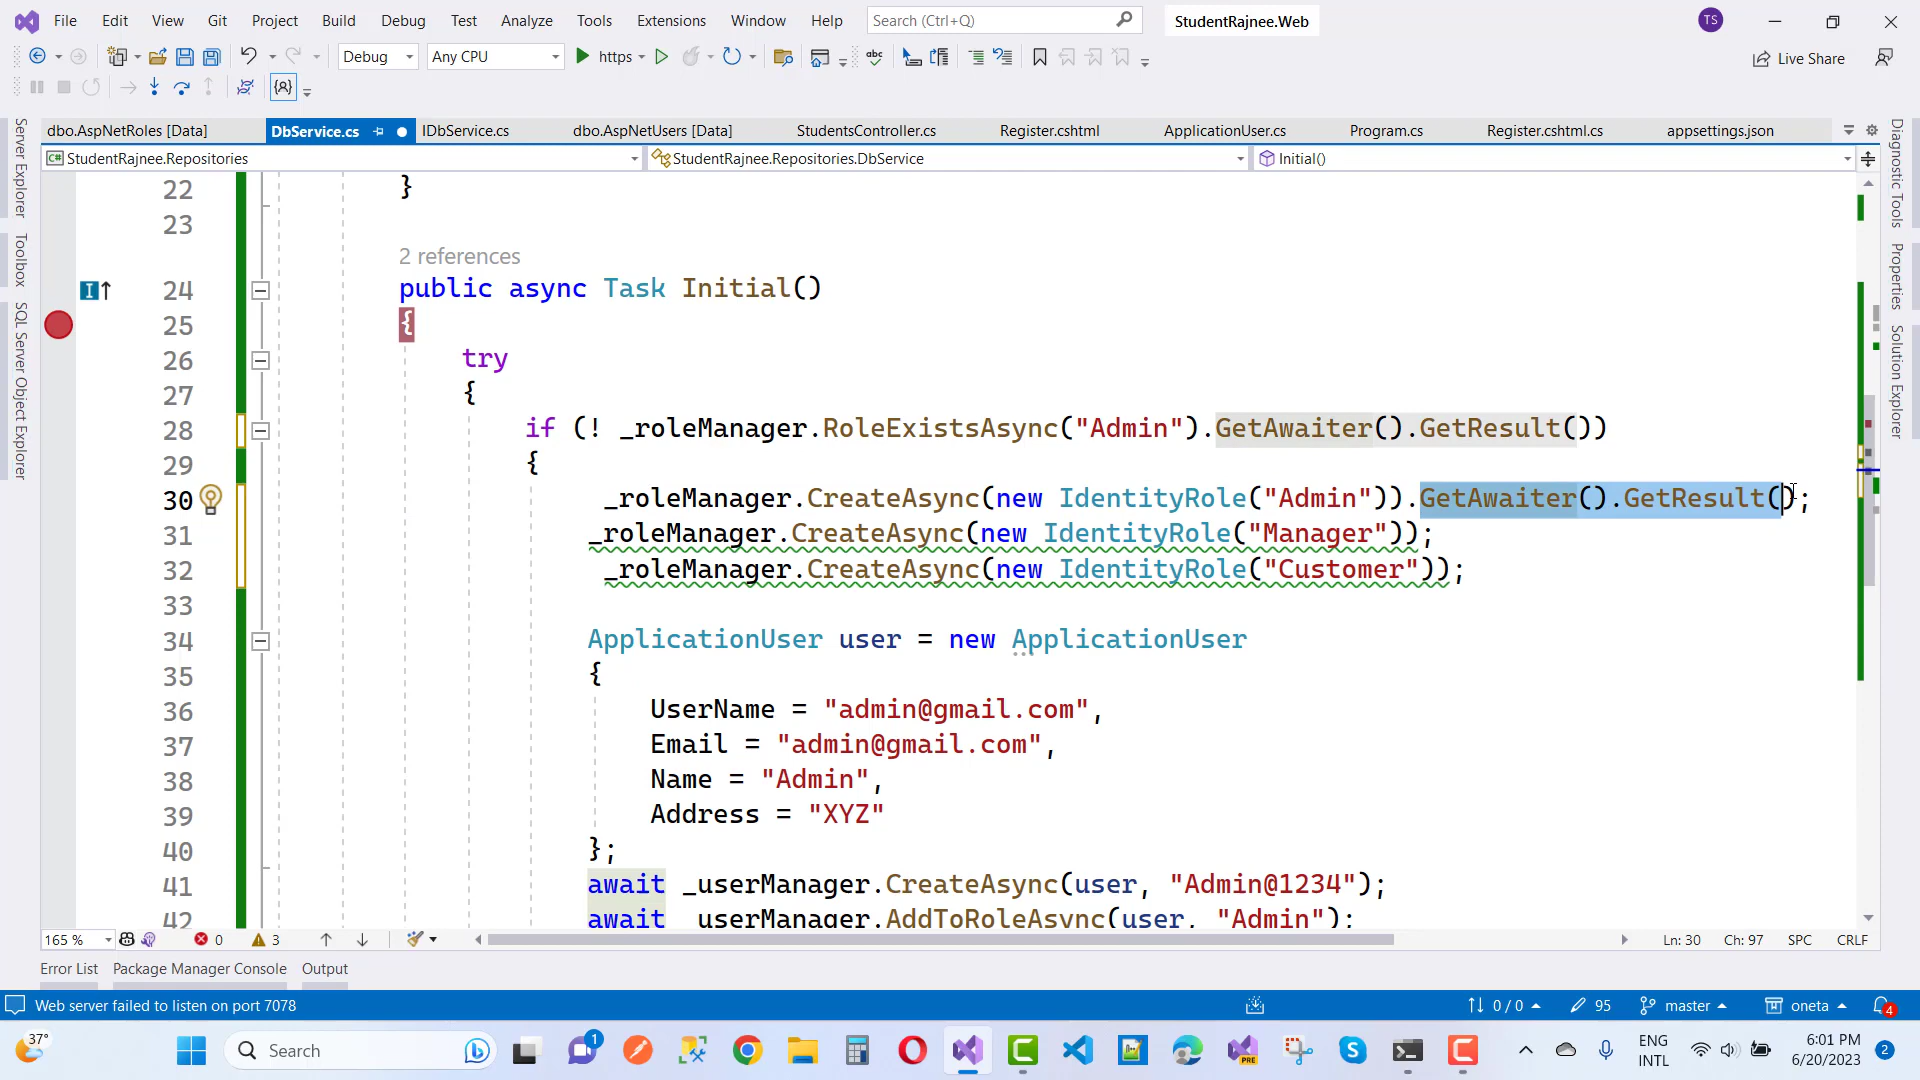 File Edit View Git Project Build Debug Test Analyze Tools Extensions Window Help Search (Ctrl+Q) StudentRajnee.Web TS
Debug Any CPU https abc Live Share
dbo.AspNetRoles [Data] DbService.cs IDbService.cs dbo.AspNetUsers [Data] StudentsController.cs Register.cshtml ApplicationUser.cs Program.cs Register.cshtml.cs appsettings.json
StudentRajnee.Repositories StudentRajnee.Repositories.DbService Initial()
Server Explorer
Toolbox
SQL Server Object Explorer
Diagnostic Tools
Properties
Solution Explorer
22 }
23
2 references
24 public async Task Initial()
25 {
26 try
27 {
28 if (! _roleManager.RoleExistsAsync("Admin").GetAwaiter().GetResult())
29 {
30 _roleManager.CreateAsync(new IdentityRole("Admin")).GetAwaiter().GetResult();
31 _roleManager.CreateAsync(new IdentityRole("Manager"));
32 _roleManager.CreateAsync(new IdentityRole("Customer"));
33
34 ApplicationUser user = new ApplicationUser
35 {
36 UserName = "admin@gmail.com",
37 Email = "admin@gmail.com",
38 Name = "Admin",
39 Address = "XYZ"
40 };
41 await _userManager.CreateAsync(user, "Admin@1234");
42 await _userManager.AddToRoleAsync(user, "Admin");
165 % 0 3 Ln: 30 Ch: 97 SPC CRLF
Error List Package Manager Console Output
Web server failed to listen on port 7078 0 / 0 95 master oneta 4
37° Search 1 PRE ENG INTL 6:01 PM 6/20/2023 2